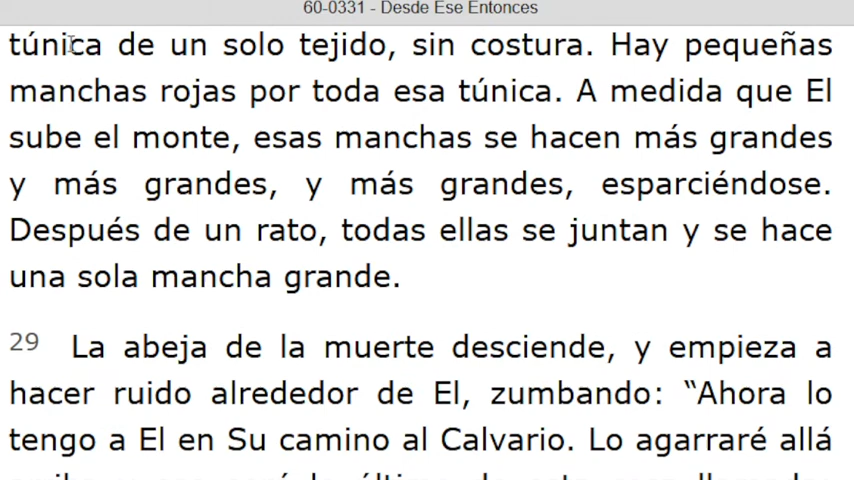 60-0331 - Desde Ese Entonces
túnica de un solo tejido, sin costura. Hay pequeñas
manchas rojas por toda esa túnica. A medida que El
sube el monte, esas manchas se hacen más grandes
y más grandes, y más grandes, esparciéndose.
Después de un rato, todas ellas se juntan y se hace
una sola mancha grande.
29 La abeja de la muerte desciende, y empieza a
hacer ruido alrededor de El, zumbando: “Ahora lo
tengo a El en Su camino al Calvario. Lo agarraré allá